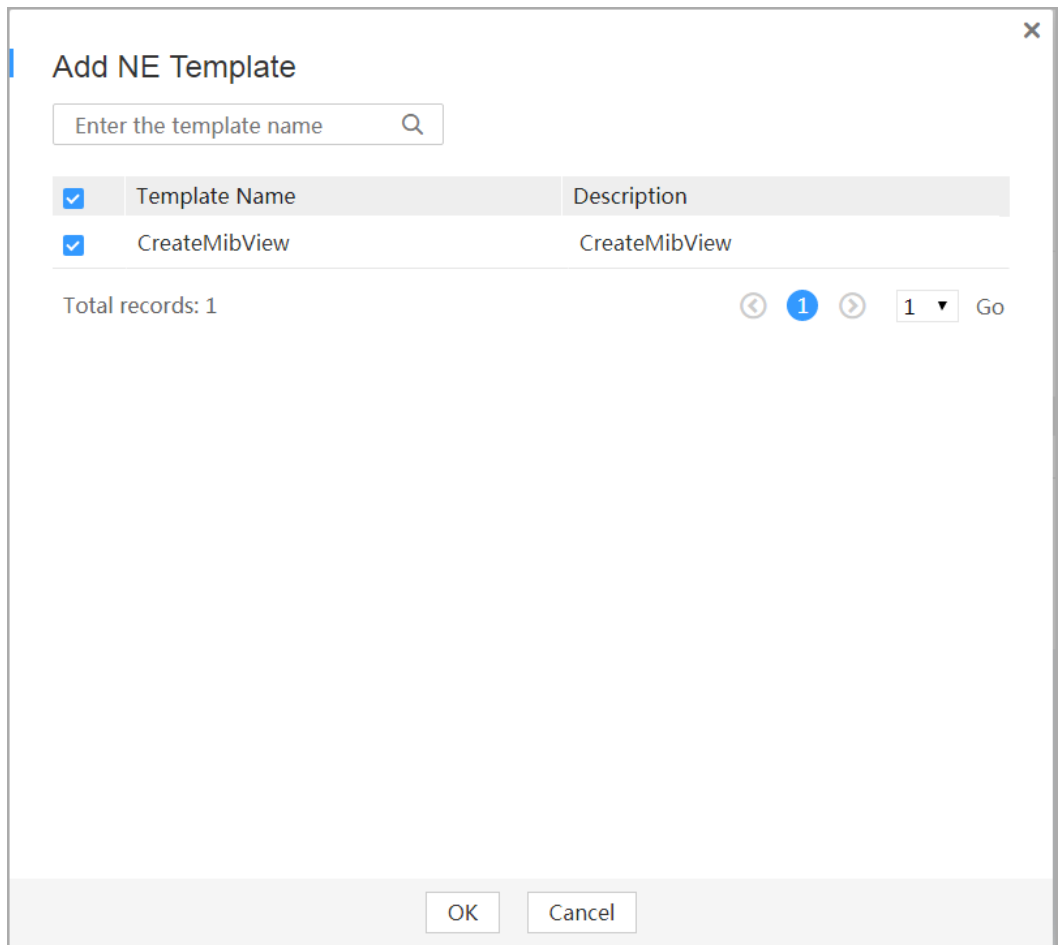 Add NE Template
Enter the template name
Template Name Description
CreateMibView CreateMibView
Total records: 1 1 1 Go
OK Cancel